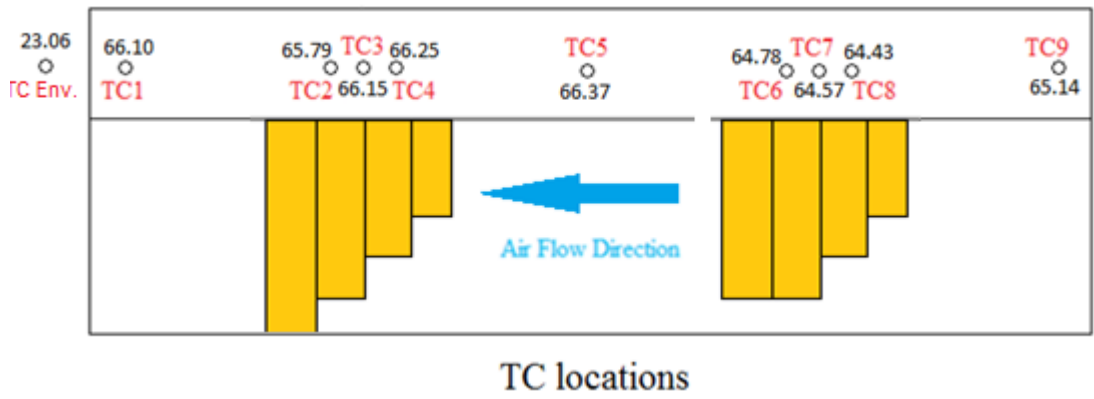 23.06
TC Env.
66.10
TC1
65.79 TC3 66.25
TC2 66.15 TC4
TC5
66.37
64.78 TC7 64.43
TC6 64.57 TC8
TC9
65.14
Air Flow Direction
TC locations